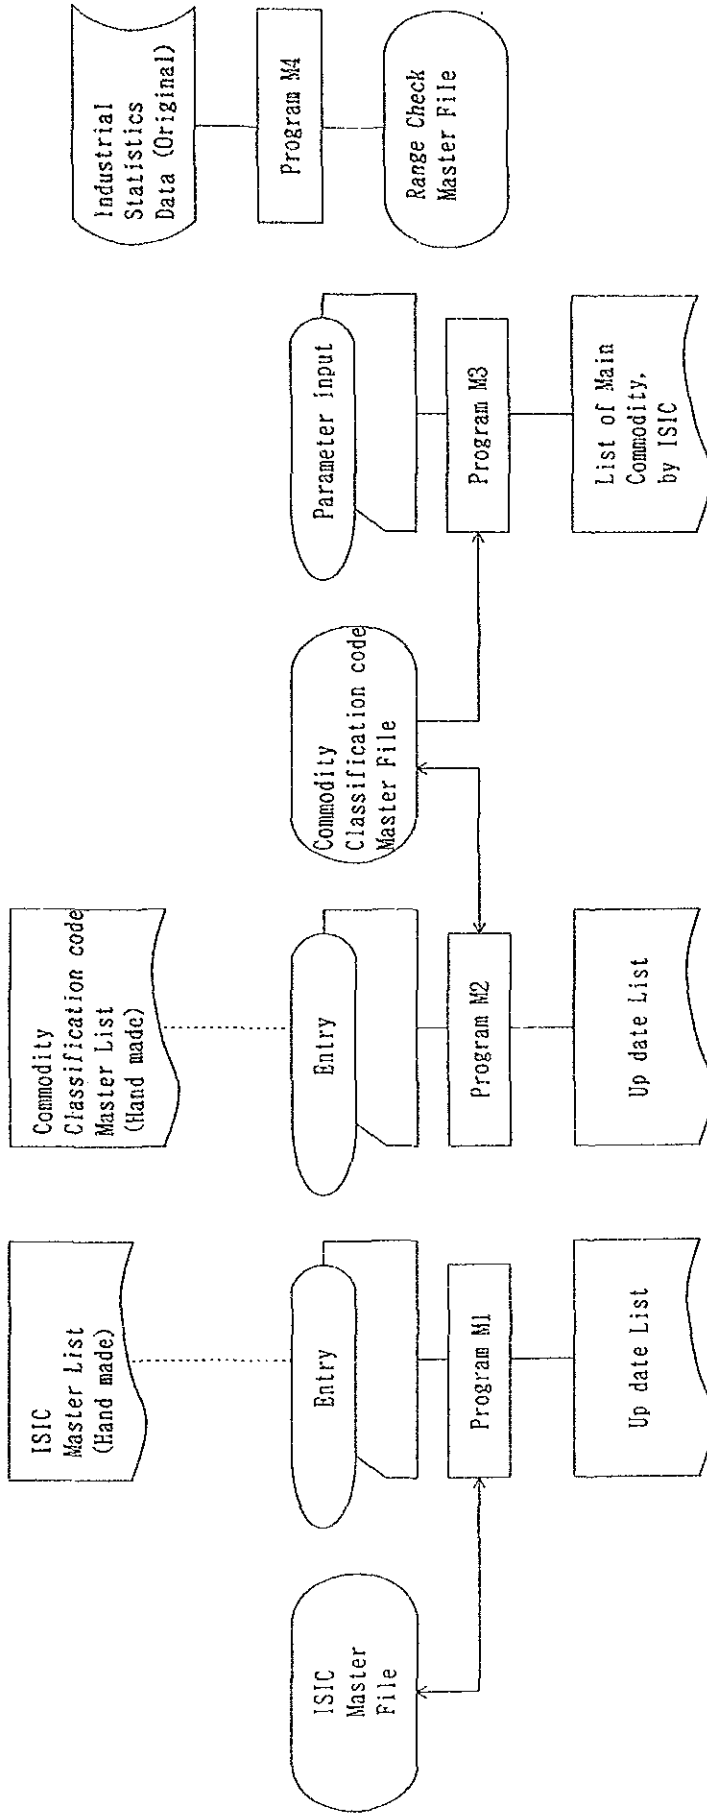 ISIC
Master List
(Hand made)
Commodity
Classification code
Master List
(Hand made)
Industrial
Statistics
Data (Original)
ISIC
Master
File
Entry
Entry
Commodity
Classification code
Master File
Parameter input
Program M4
Program M1
Program M2
Program M3
Range Check
Master File
Up date List
Up date List
List of Main
Commodity,
by ISIC